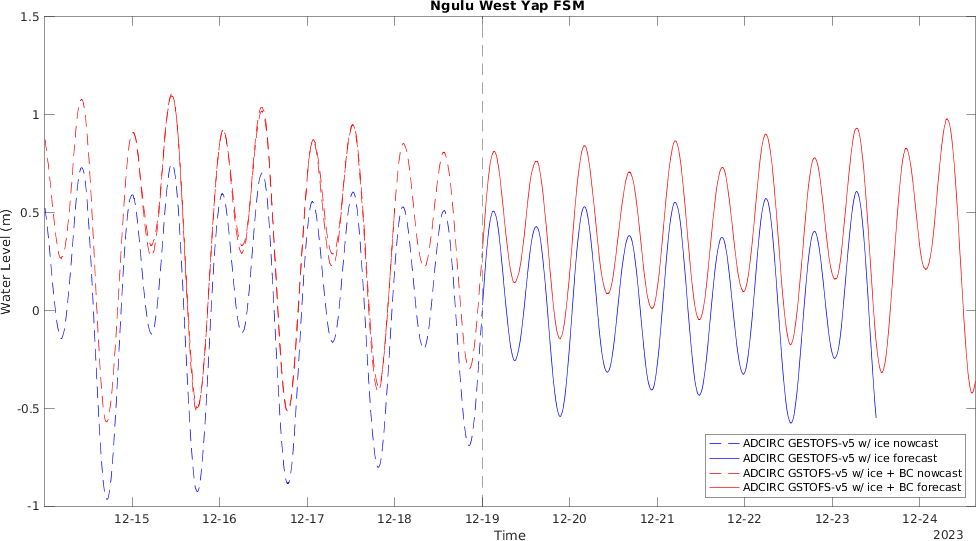 Ngulu West Yap FSM
1.5
1
0.5
0
-0.5
-1
Water Level (m)
12-15
12-16
12-17
12-18
12-19
12-20
12-21
12-22
12-23
12-24
Time
2023
ADCIRC GESTOFS-v5 w/ ice nowcast
ADCIRC GESTOFS-v5 w/ ice forecast
ADCIRC GSTOFS-v5 w/ ice + BC nowcast
ADCIRC GSTOFS-v5 w/ ice + BC forecast